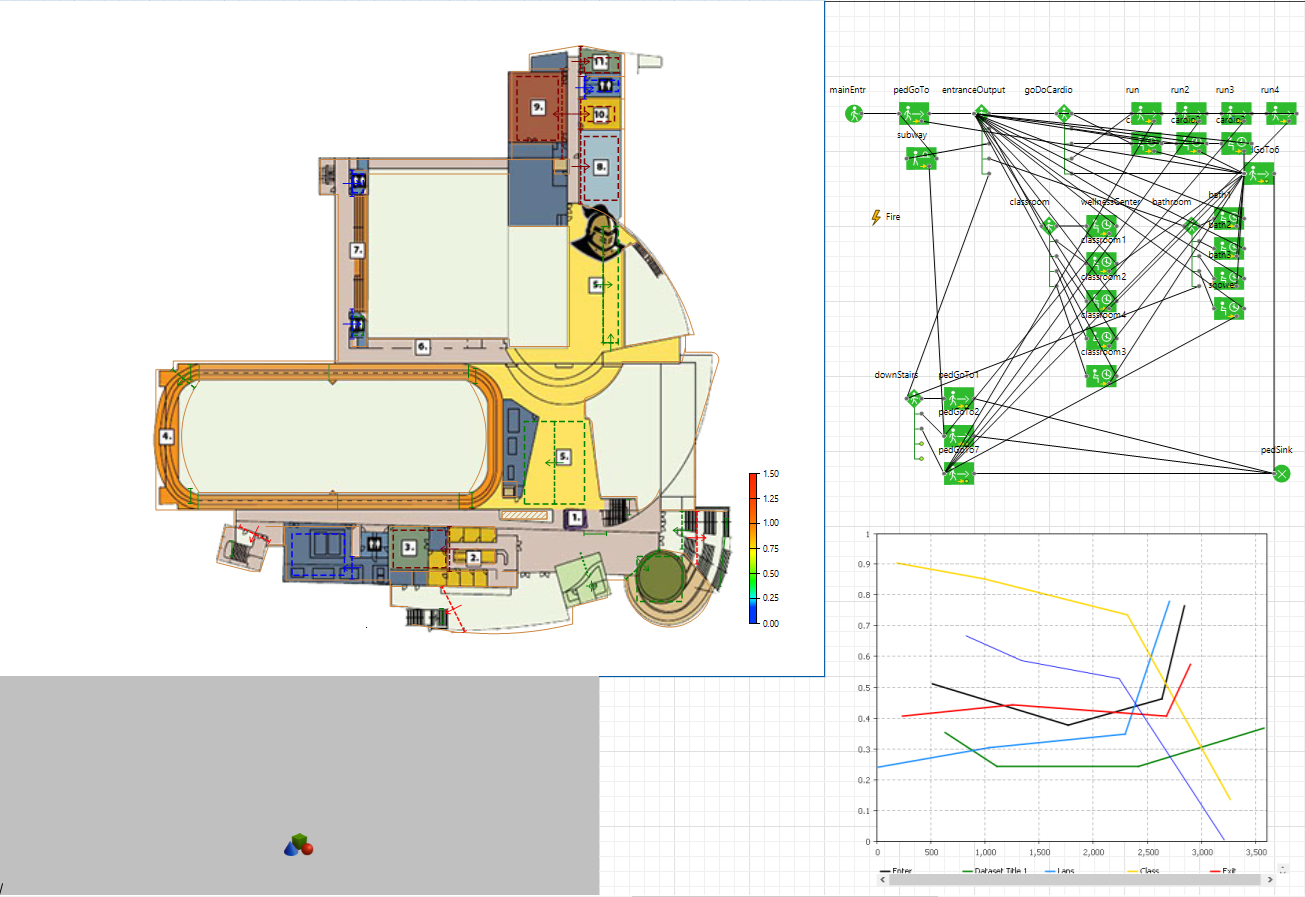 mainEntr pedGoTo entranceOutput goDoCardio run run2 run3 run4
subway
Fire
classroom wellnessCenter bathroom
classroom1
classroom2
classroom4
classroom3
bath1
bath2
bath3
downStairs pedGoTo1
pedGoTo2
pedGoTo7
pedSink
11.
9.
10.
8.
7.
5.
6.
4.
5.
1.
3.
2.
1.50
1.25
1.00
0.75
0.50
0.25
0.00
1
0.9
0.8
0.7
0.6
0.5
0.4
0.3
0.2
0.1
0
0 500 1,000 1,500 2,000 2,500 3,000 3,500
Enter Dataset Title 1 Laps Class Exit